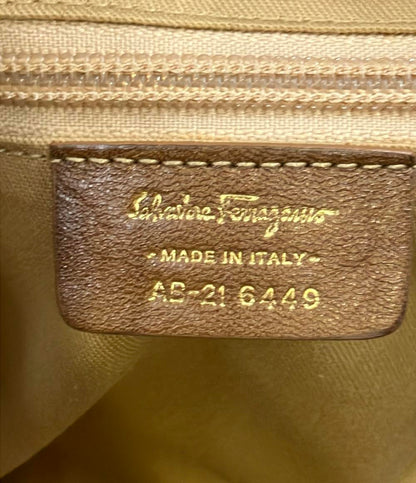 Salvatore Ferragamo
~MADE IN ITALY~
AB-21 6449